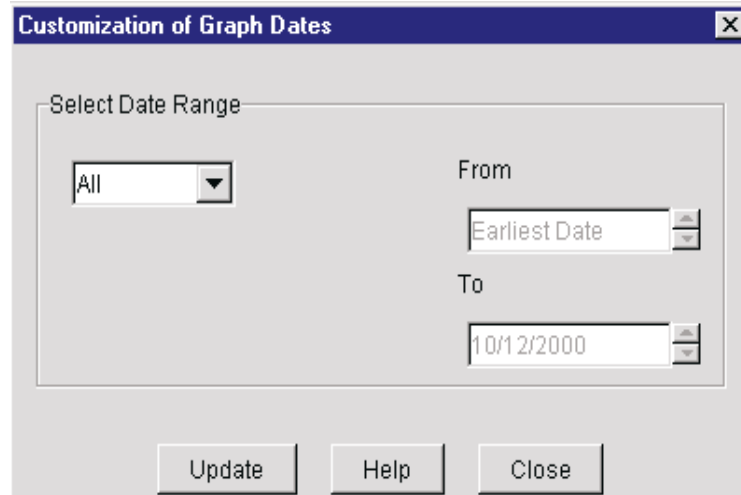 Customization of Graph Dates
Select Date Range
All
From
Earliest Date
To
10/12/2000
Update Help Close